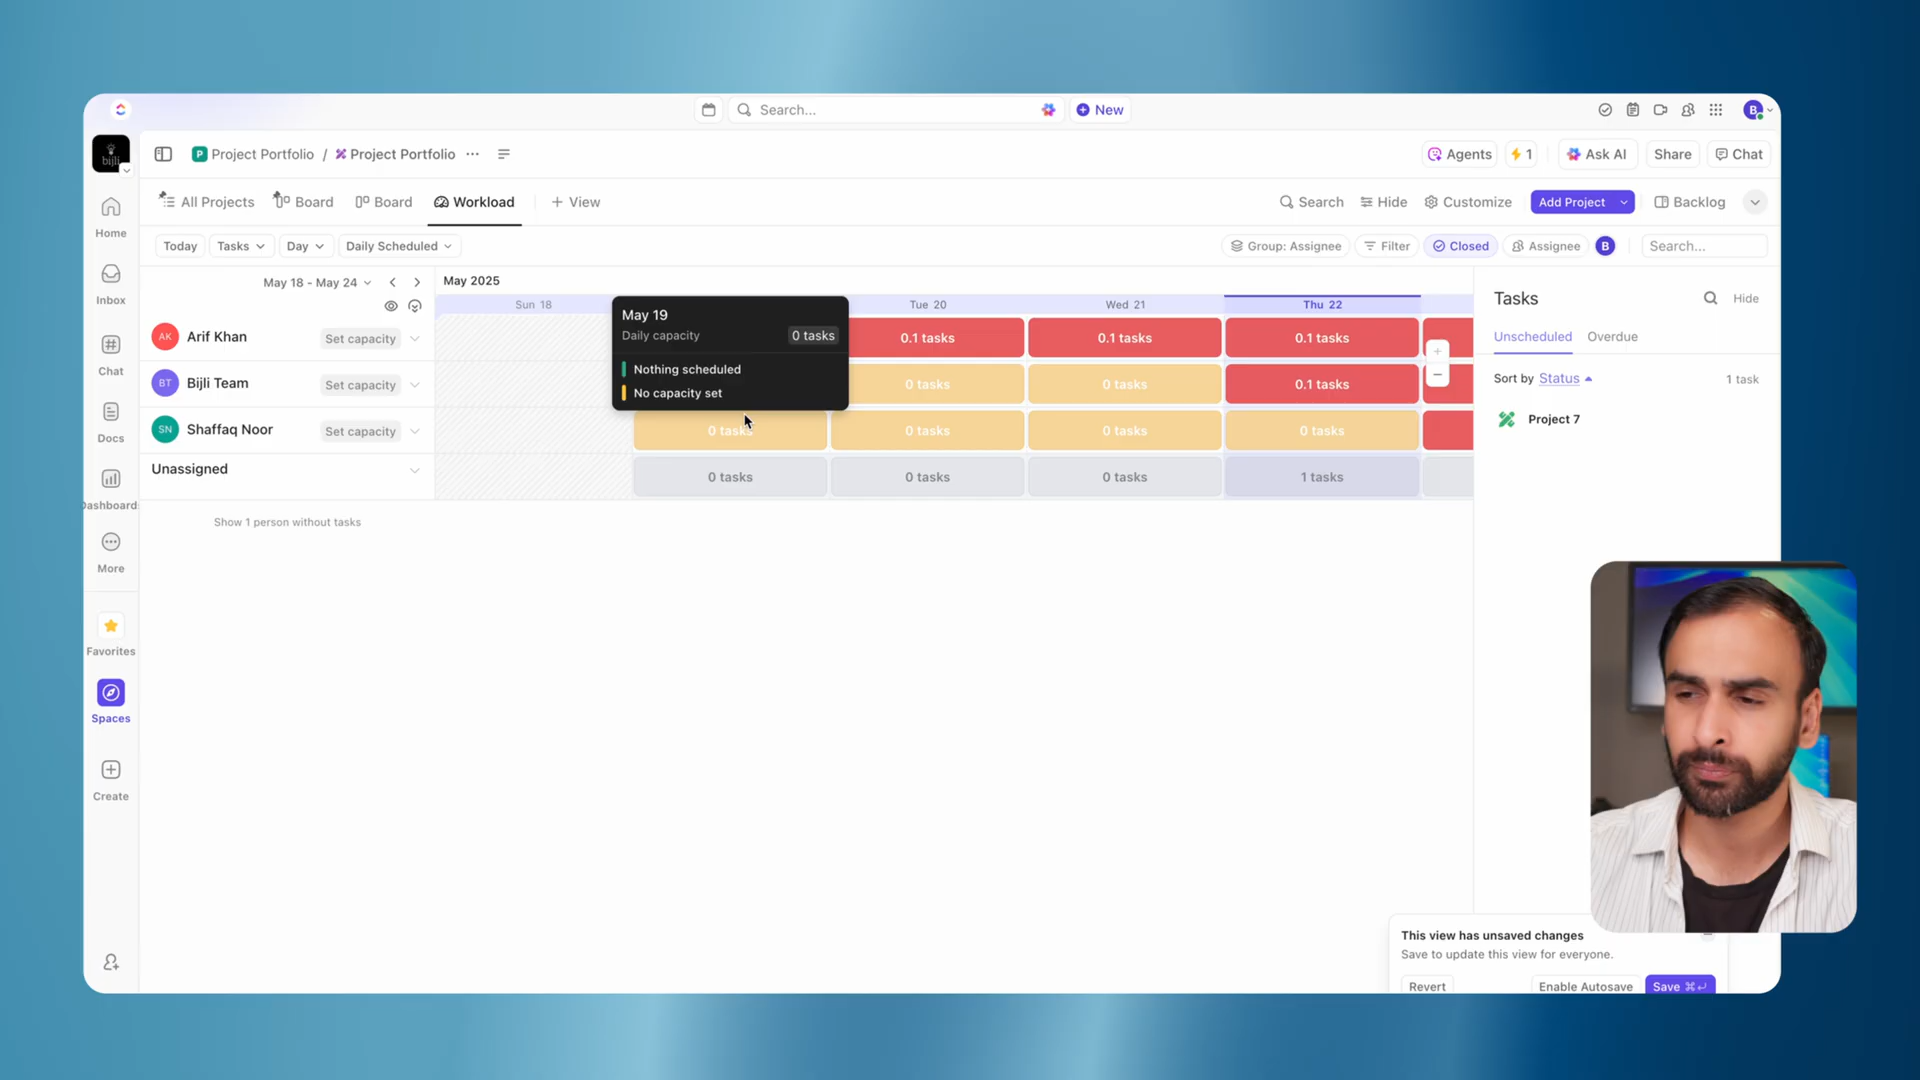 Search...
New
bijli
Project Portfolio / Project Portfolio
Agents
1
Ask AI
Share
Chat
B
All Projects
Board
Board
Workload
+ View
Search
Hide
Customize
Add Project
Backlog
Today
Tasks
Day
Daily Scheduled
Group: Assignee
Filter
Closed
Assignee
B
Search...
Home
Inbox
Chat
Docs
Dashboard
More
Favorites
Spaces
Create
May 18 - May 24
May 2025
Sun 18
Tue 20
Wed 21
Thu 22
May 19
Daily capacity
0 tasks
Nothing scheduled
No capacity set
AK
Arif Khan
Set capacity
0.1 tasks
0.1 tasks
0.1 tasks
BT
Bijli Team
Set capacity
0 tasks
0 tasks
0.1 tasks
SN
Shaffaq Noor
Set capacity
0 tasks
0 tasks
0 tasks
0 tasks
Unassigned
0 tasks
0 tasks
0 tasks
1 tasks
Show 1 person without tasks
Tasks
Hide
Unscheduled
Overdue
Sort by Status
1 task
Project 7
This view has unsaved changes
Save to update this view for everyone.
Revert
Enable Autosave
Save ⌘↵